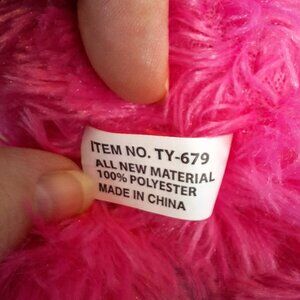 ITEM NO. TY-679
ALL NEW MATERIAL
100% POLYESTER
MADE IN CHINA